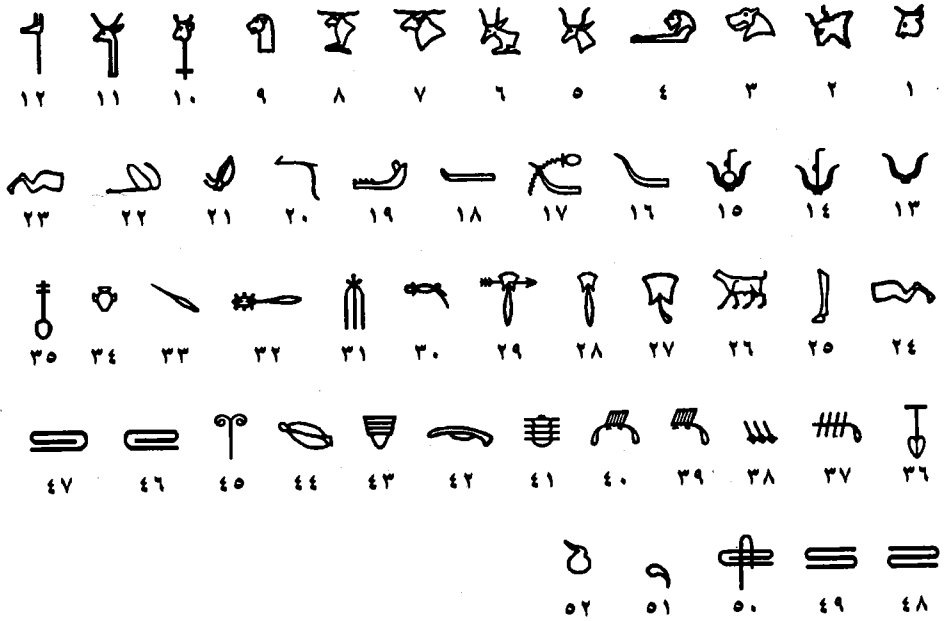 ١ ٢ ٣ ٤ ٥ ٦ ٧ ٨ ٩ ١٠ ١١ ١٢
١٣ ١٤ ١٥ ١٦ ١٧ ١٨ ١٩ ٢٠ ٢١ ٢٢ ٢٣
٢٤ ٢٥ ٢٦ ٢٧ ٢٨ ٢٩ ٣٠ ٣١ ٣٢ ٣٣ ٣٤ ٣٥
٣٦ ٣٧ ٣٨ ٣٩ ٤٠ ٤١ ٤٢ ٤٣ ٤٤ ٤٥ ٤٦ ٤٧
٤٨ ٤٩ ٥٠ ٥١ ٥٢